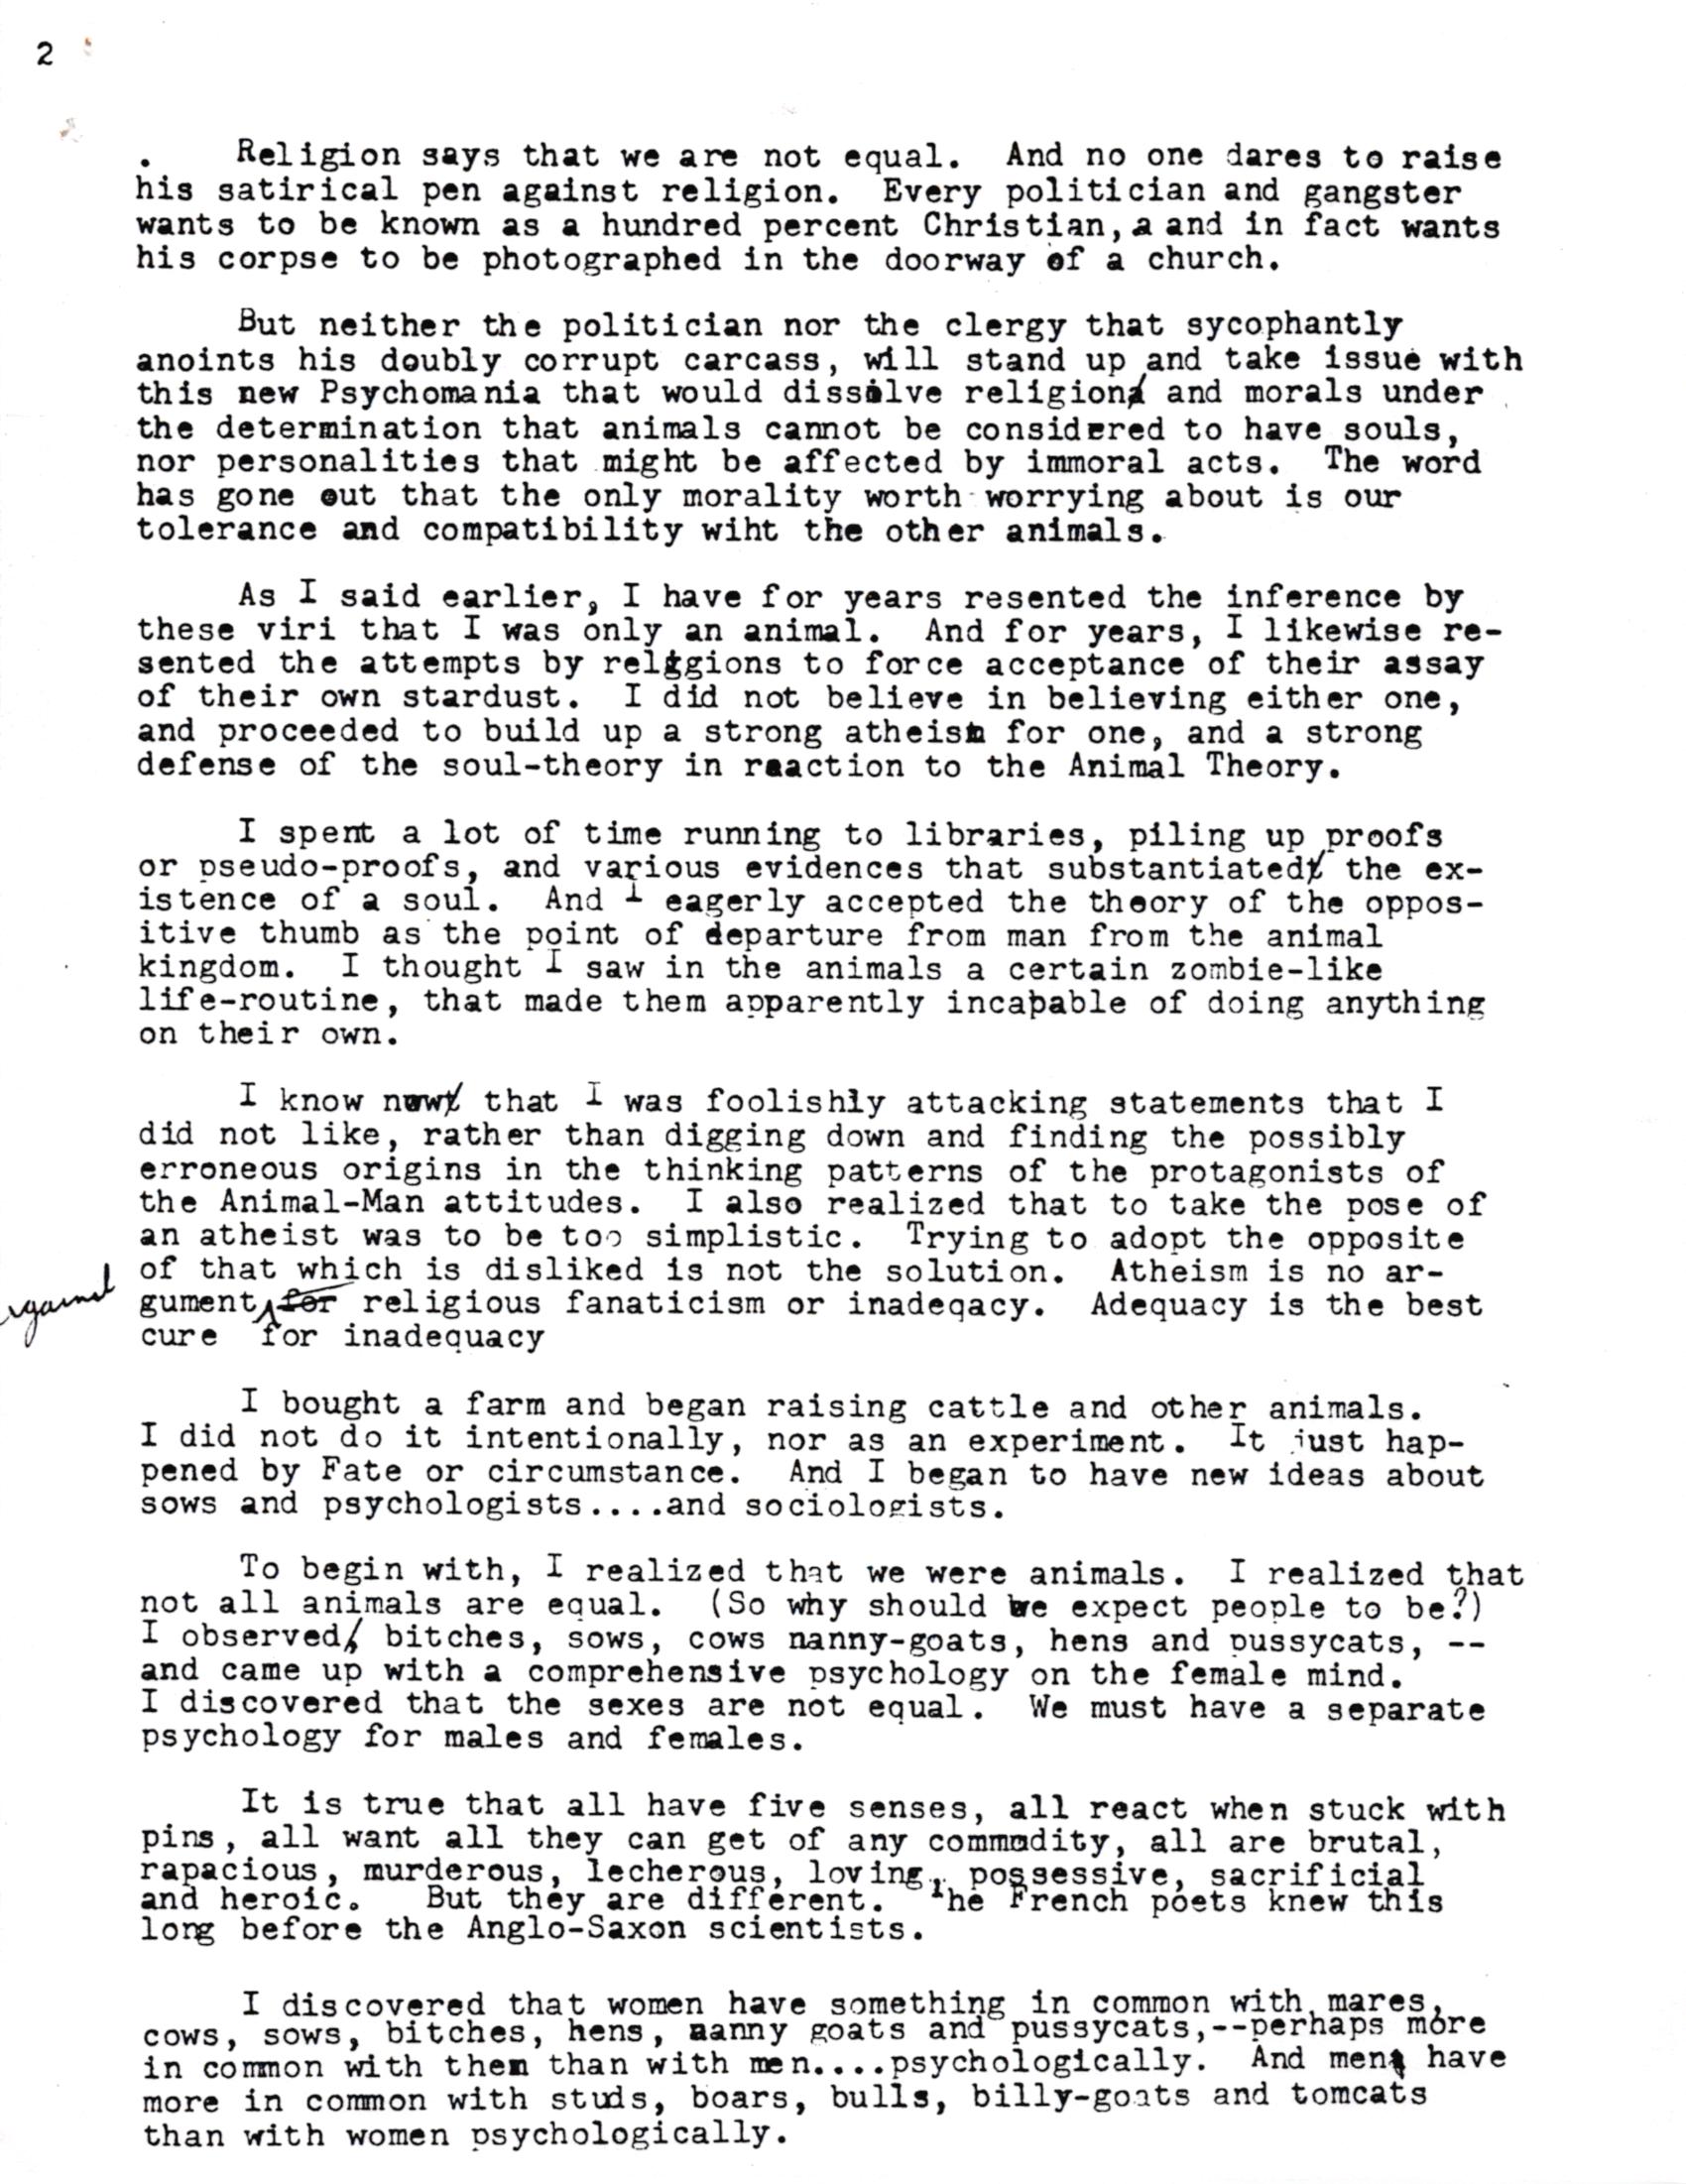 2
. Religion says that we are not equal. And no one dares to raise
his satirical pen against religion. Every politician and gangster
wants to be known as a hundred percent Christian, a and in fact wants
his corpse to be photographed in the doorway of a church.
But neither the politician nor the clergy that sycophantly
anoints his doubly corrupt carcass, will stand up and take issue with
this new Psychomania that would dissolve religion and morals under
the determination that animals cannot be considered to have souls,
nor personalities that might be affected by immoral acts. The word
has gone out that the only morality worth worrying about is our
tolerance and compatibility wiht the other animals.
As I said earlier, I have for years resented the inference by
these viri that I was only an animal. And for years, I likewise re-
sented the attempts by religions to force acceptance of their assay
of their own stardust. I did not believe in believing either one,
and proceeded to build up a strong atheism for one, and a strong
defense of the soul-theory in reaction to the Animal Theory.
I spent a lot of time running to libraries, piling up proofs
or pseudo-proofs, and various evidences that substantiated the ex-
istence of a soul. And I eagerly accepted the theory of the oppos-
itive thumb as the point of departure from man from the animal
kingdom. I thought I saw in the animals a certain zombie-like
life-routine, that made them apparently incapable of doing anything
on their own.
I know now that I was foolishly attacking statements that I
did not like, rather than digging down and finding the possibly
erroneous origins in the thinking patterns of the protagonists of
the Animal-Man attitudes. I also realized that to take the pose of
an atheist was to be too simplistic. Trying to adopt the opposite
of that which is disliked is not the solution. Atheism is no ar-
against
gument for religious fanaticism or inadeqacy. Adequacy is the best
cure for inadequacy
I bought a farm and began raising cattle and other animals.
I did not do it intentionally, nor as an experiment. It just hap-
pened by Fate or circumstance. And I began to have new ideas about
sows and psychologists....and sociologists.
To begin with, I realized that we were animals. I realized that
not all animals are equal. (So why should we expect people to be?)
I observed bitches, sows, cows nanny-goats, hens and pussycats, --
and came up with a comprehensive psychology on the female mind.
I discovered that the sexes are not equal. We must have a separate
psychology for males and females.
It is true that all have five senses, all react when stuck with
pins, all want all they can get of any commodity, all are brutal,
rapacious, murderous, lecherous, loving, possessive, sacrificial
and heroic. But they are different. The French poets knew this
long before the Anglo-Saxon scientists.
I discovered that women have something in common with mares,
cows, sows, bitches, hens, nanny goats and pussycats,--perhaps more
in common with them than with men....psychologically. And men have
more in common with studs, boars, bulls, billy-goats and tomcats
than with women psychologically.